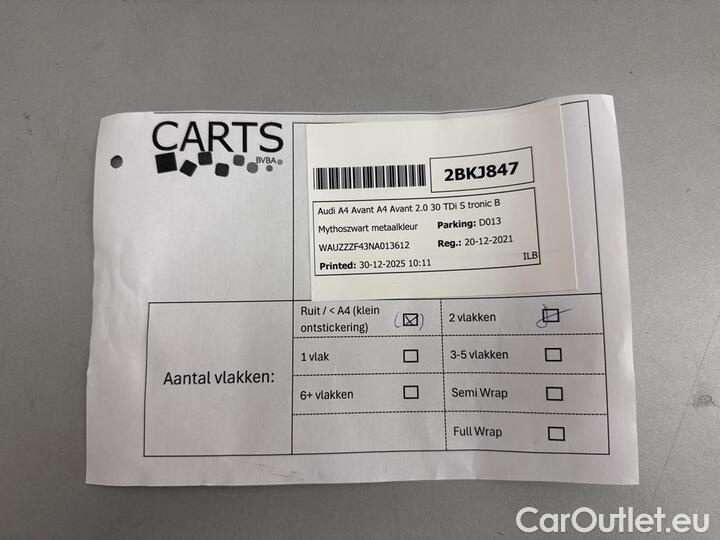 CARTS
BVBA
2BKJ847
Audi A4 Avant A4 Avant 2.0 30 TDi S tronic B
Mythoszwart metaalkleur Parking: D013
WAUZZZF43NA013612 Reg.: 20-12-2021
Printed: 30-12-2025 10:11 ILB
Aantal vlakken:
Ruit / < A4 (klein
ontstickering)
2 vlakken
1 vlak
3-5 vlakken
6+ vlakken
Semi Wrap
Full Wrap
CarOutlet.eu